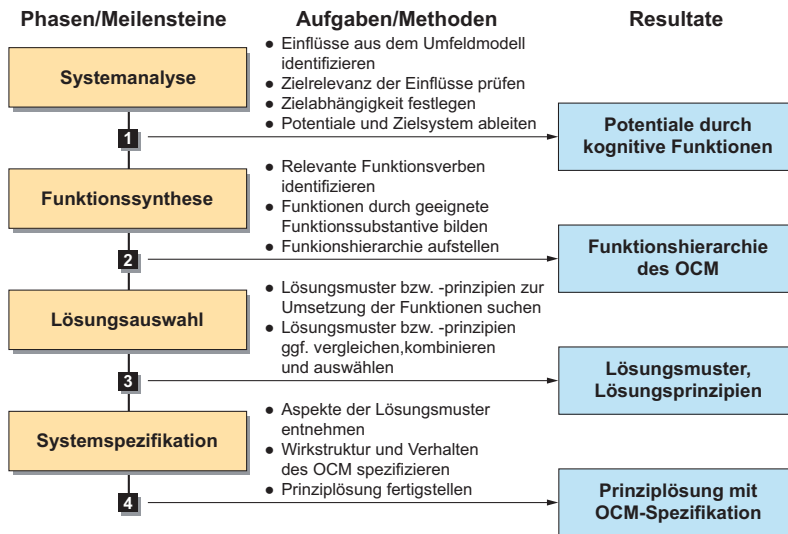 Phasen/Meilensteine
Aufgaben/Methoden
Resultate
Systemanalyse
● Einflüsse aus dem Umfeldmodell
identifizieren
● Zielrelevanz der Einflüsse prüfen
● Zielabhängigkeit festlegen
● Potentiale und Zielsystem ableiten
1
Potentiale durch
kognitive Funktionen
Funktionssynthese
● Relevante Funktionsverben
identifizieren
● Funktionen durch geeignete
Funktionssubstantive bilden
● Funkionshierarchie aufstellen
2
Funktionshierarchie
des OCM
Lösungsauswahl
● Lösungsmuster bzw. -prinzipien zur
Umsetzung der Funktionen suchen
● Lösungsmuster bzw. -prinzipien
ggf. vergleichen,kombinieren
und auswählen
3
Lösungsmuster,
Lösungsprinzipien
Systemspezifikation
● Aspekte der Lösungsmuster
entnehmen
● Wirkstruktur und Verhalten
des OCM spezifizieren
● Prinziplösung fertigstellen
4
Prinziplösung mit
OCM-Spezifikation